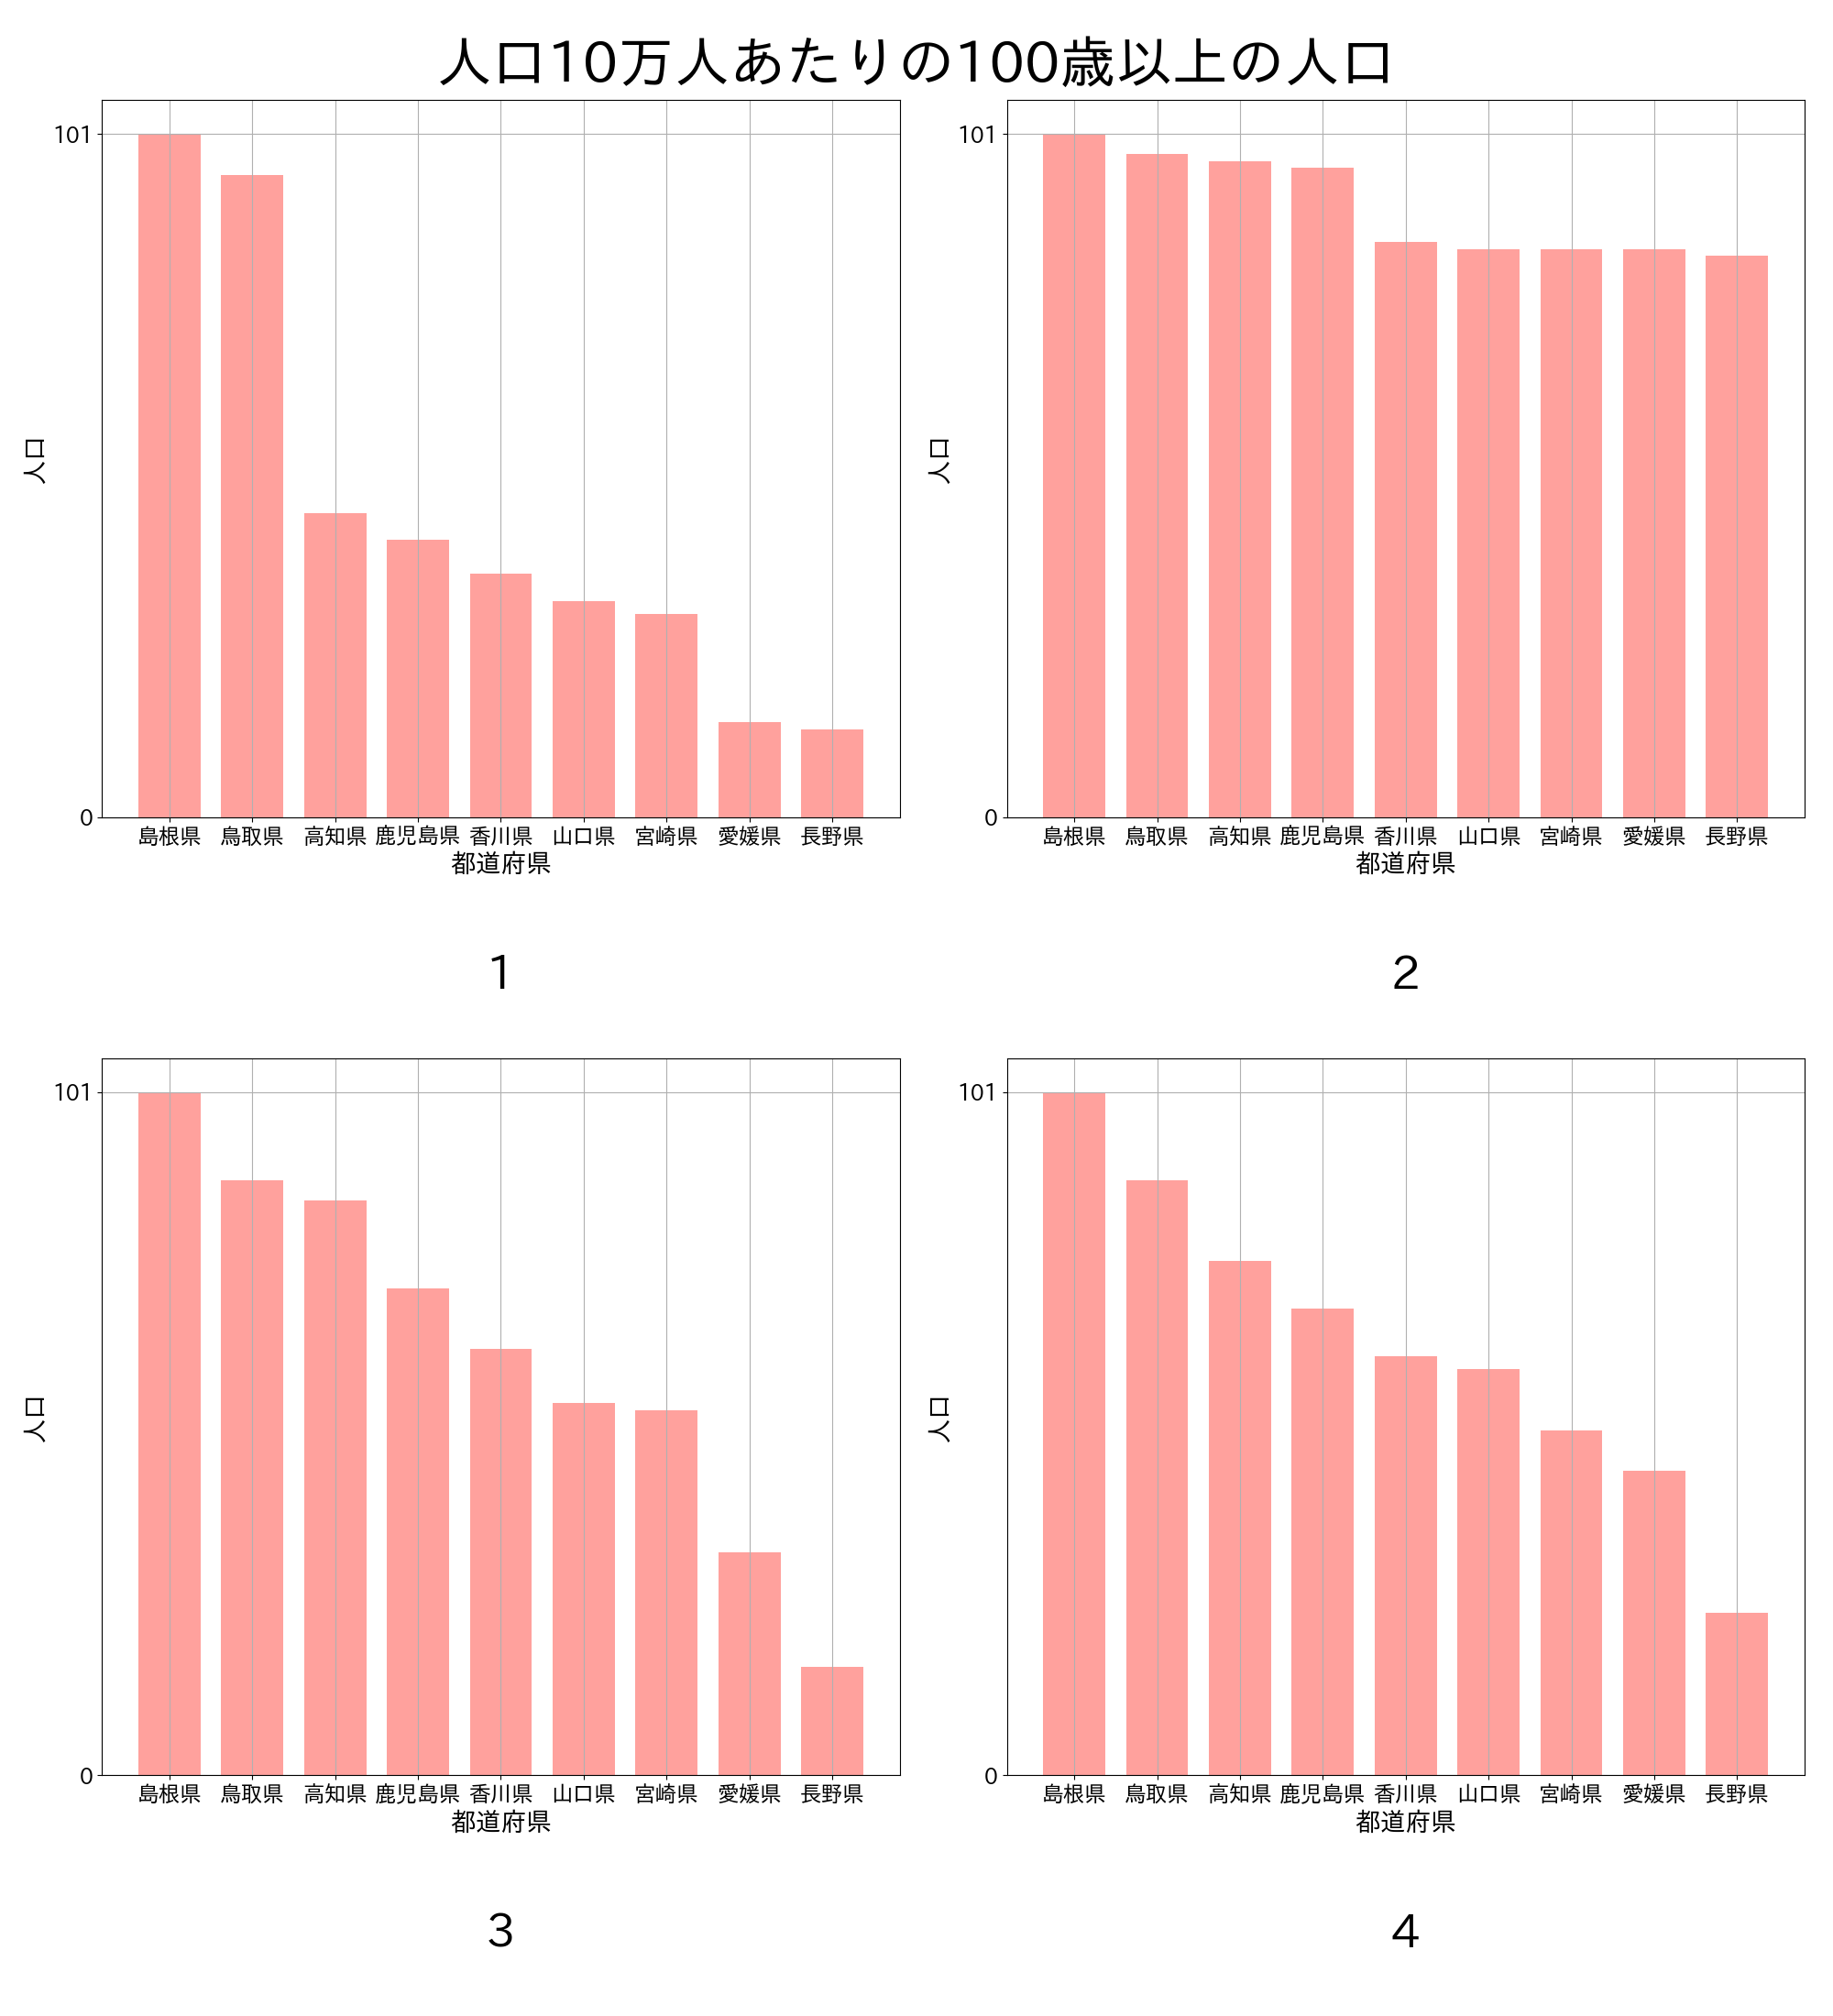 人口10万人あたりの100歳以上の人口
101
人口
0
島根県 鳥取県 高知県 鹿児島県 香川県 山口県 宮崎県 愛媛県 長野県
都道府県
1
101
人口
0
島根県 鳥取県 高知県 鹿児島県 香川県 山口県 宮崎県 愛媛県 長野県
都道府県
2
101
人口
0
島根県 鳥取県 高知県 鹿児島県 香川県 山口県 宮崎県 愛媛県 長野県
都道府県
3
101
人口
0
島根県 鳥取県 高知県 鹿児島県 香川県 山口県 宮崎県 愛媛県 長野県
都道府県
4